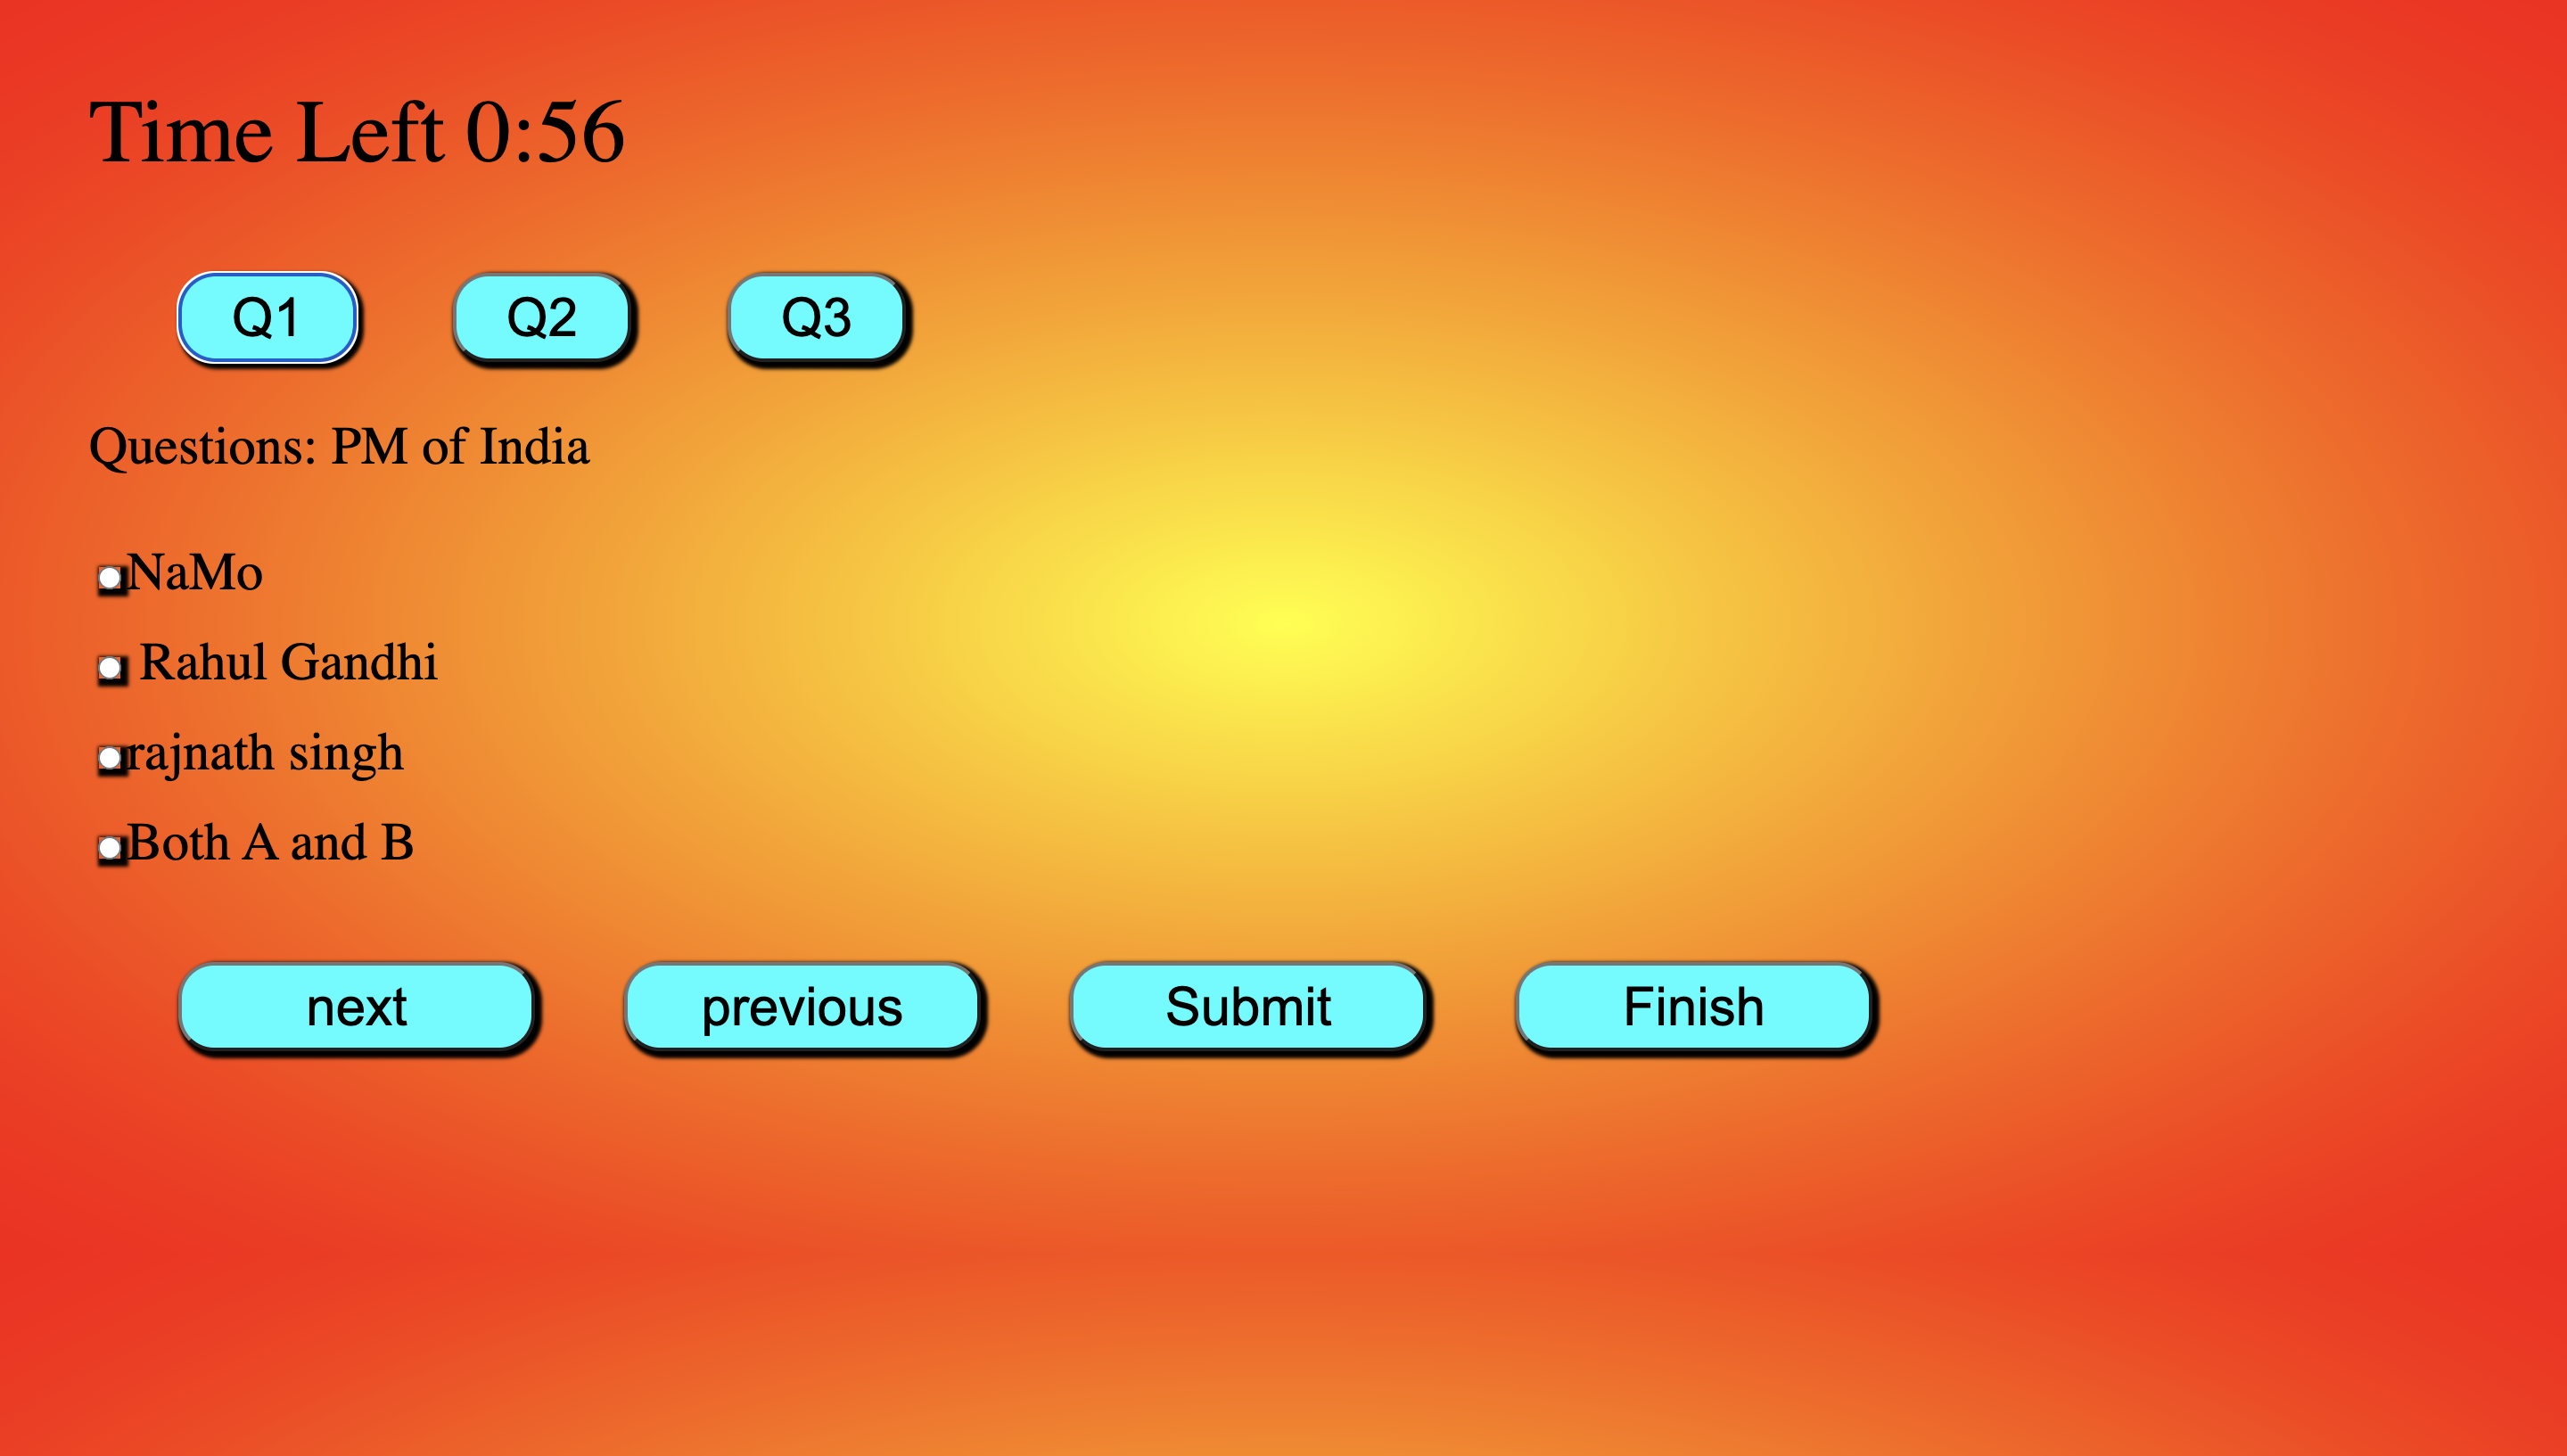 Time Left 0:56
Q1 Q2 Q3
Questions: PM of India
NaMo
Rahul Gandhi
rajnath singh
Both A and B
next previous Submit Finish